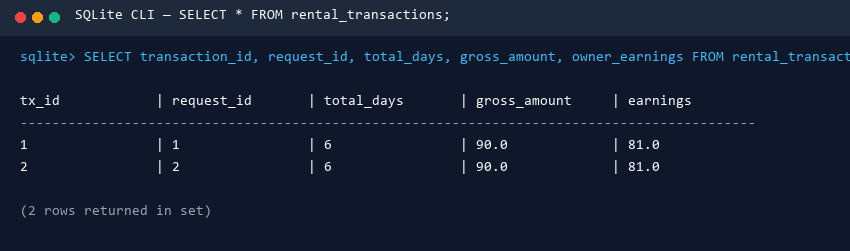 SQLite CLI — SELECT * FROM rental_transactions;
sqlite> SELECT transaction_id, request_id, total_days, gross_amount, owner_earnings FROM rental_transact
tx_id | request_id | total_days | gross_amount | earnings
--------------------------------------------------------------------------------------------
1 | 1 | 6 | 90.0 | 81.0
2 | 2 | 6 | 90.0 | 81.0
(2 rows returned in set)